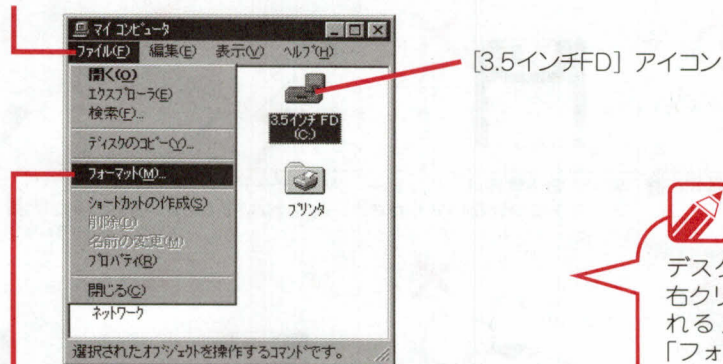 マイ コンピュータ
ファイル(F) 編集(E) 表示(V) ヘルプ(H)
開く(O)
エクスプローラ(E)
検索(F)...
ディスクのコピー(Y)...
フォーマット(M)...
ショートカットの作成(S)
削除(D)
名前の変更(M)
プロパティ(R)
閉じる(C)
3.5インチ FD
(C:)
プリンタ
ネットワーク
選択されたオブジェクトを操作するコマンドです。
[3.5インチFD] アイコン
デスク
右クリ
れる
「フォ